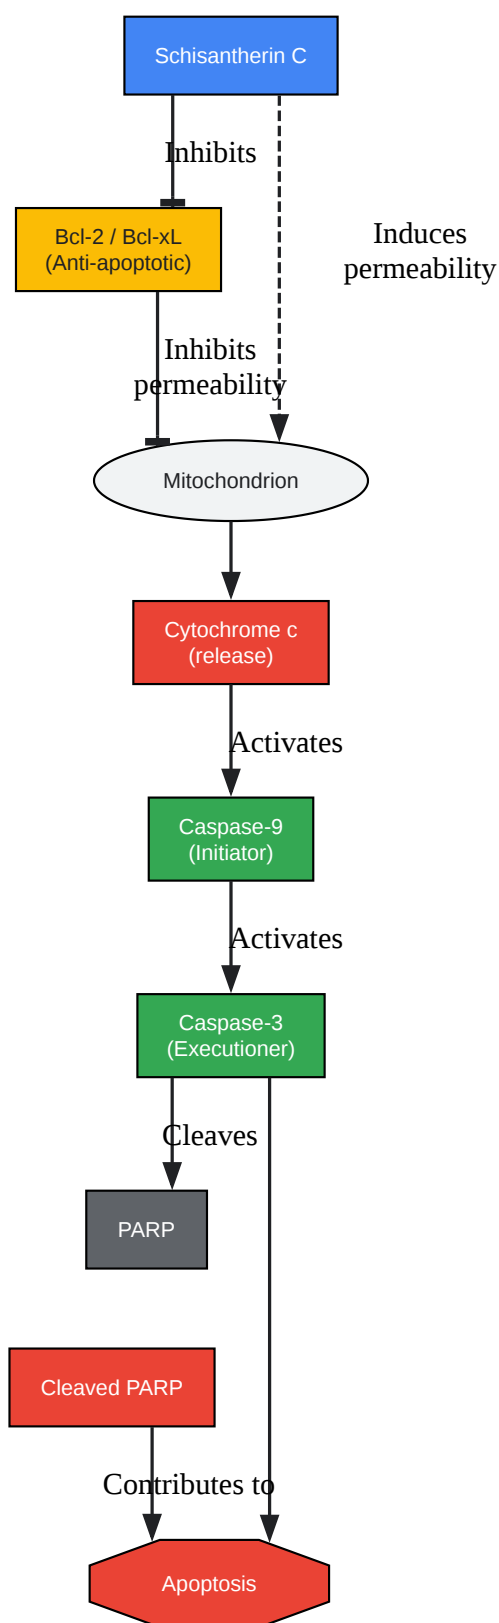 Schisantherin C
Inhibits
Bcl-2 / Bcl-xL
(Anti-apoptotic)
Induces
permeability
Inhibits
permeability
Mitochondrion
Cytochrome c
(release)
Activates
Caspase-9
(Initiator)
Activates
Caspase-3
(Executioner)
Cleaves
PARP
Cleaved PARP
Contributes to
Apoptosis